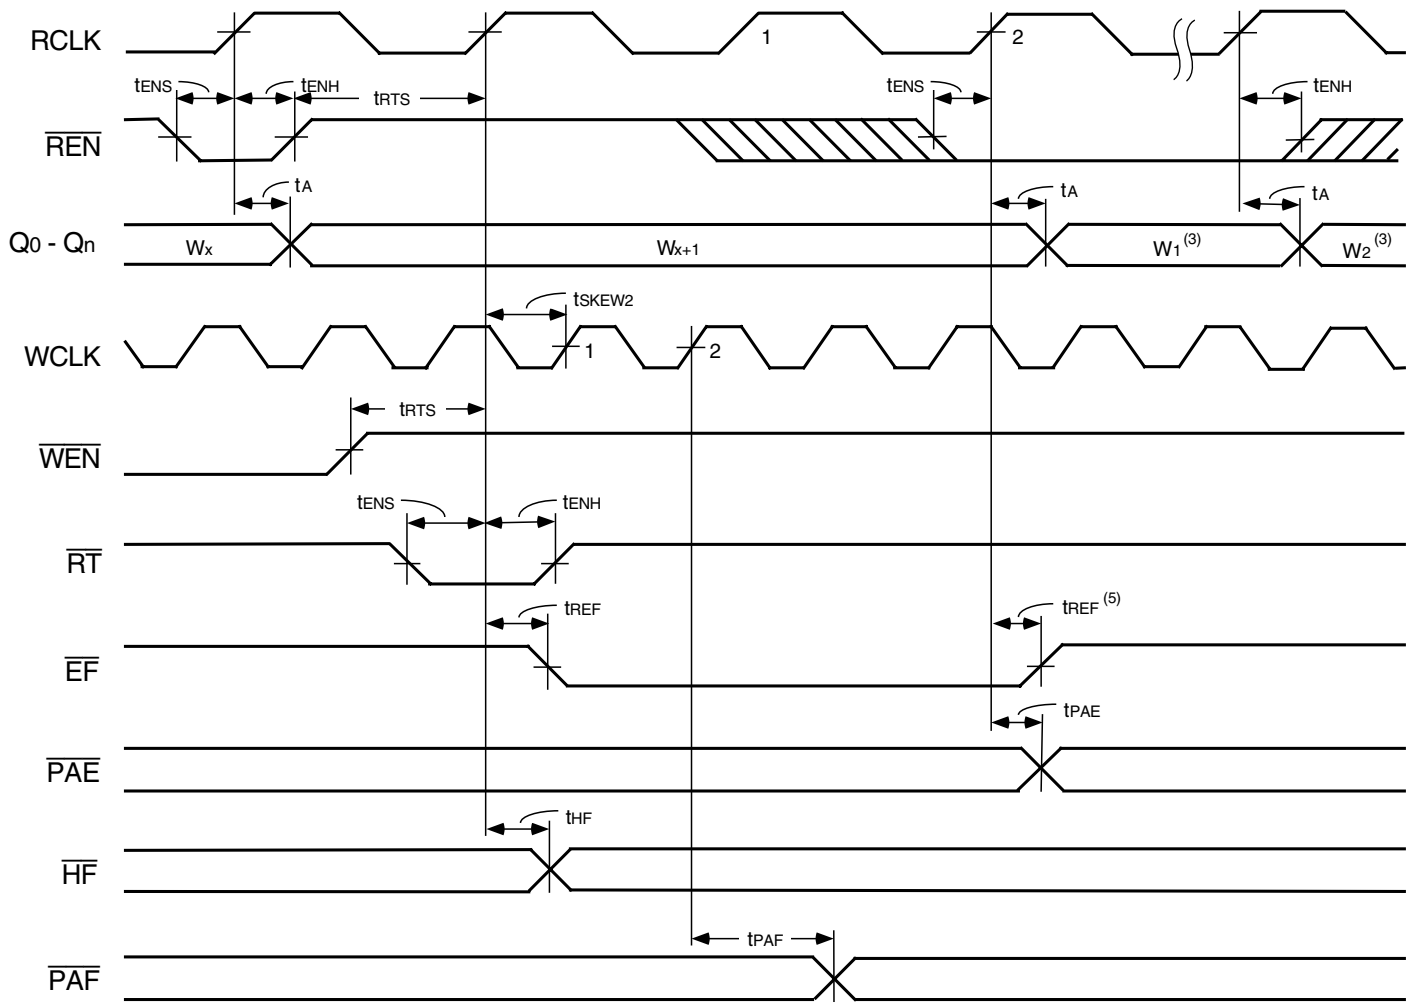 RCLK 1 2
tENS tENH tRTS tENS tENH
REN
tA tA tA
Q0 - Qn Wx Wx+1 W1(3) W2(3)
tSKEW2
WCLK 1 2
tRTS
WEN
tENS tENH
RT
tREF tREF(5)
EF
tPAE
PAE
tHF
HF
tPAF
PAF